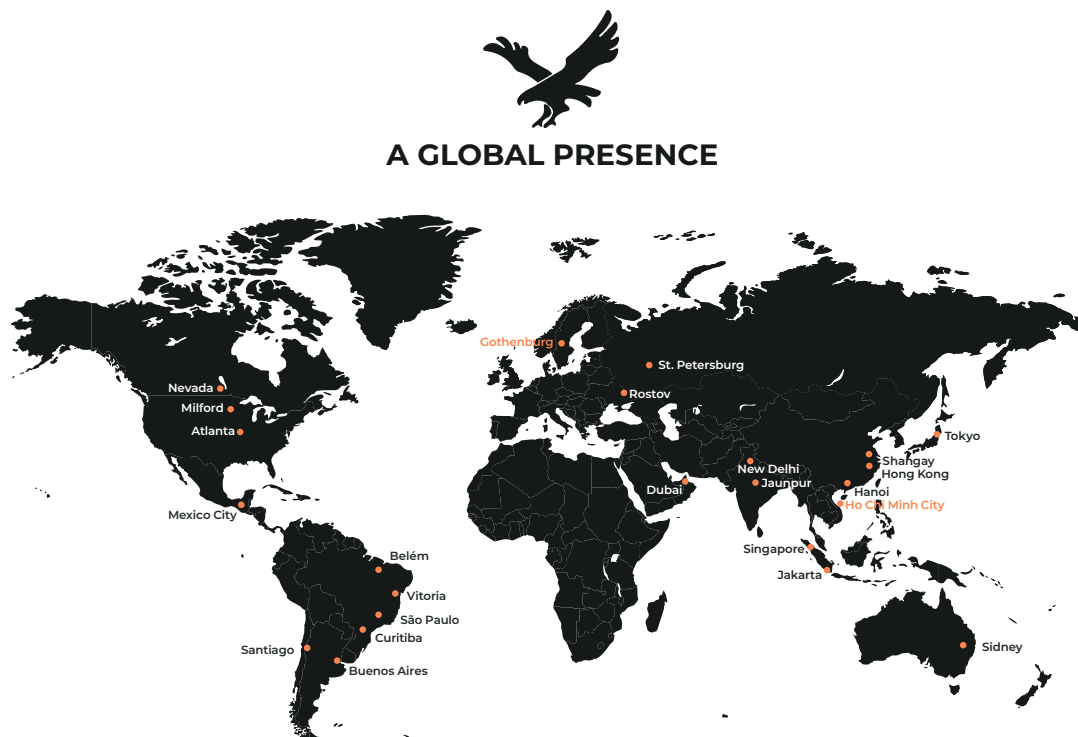 A GLOBAL PRESENCE
Gothenburg
St. Petersburg
Nevada
Rostov
Milford
Atlanta
Tokyo
Shangay
New Delhi
Hong Kong
Jaunpur
Dubai
Hanoi
Ho Chi Minh City
Mexico City
Singapore
Belém
Jakarta
Vitoria
São Paulo
Curitiba
Santiago
Sidney
Buenos Aires